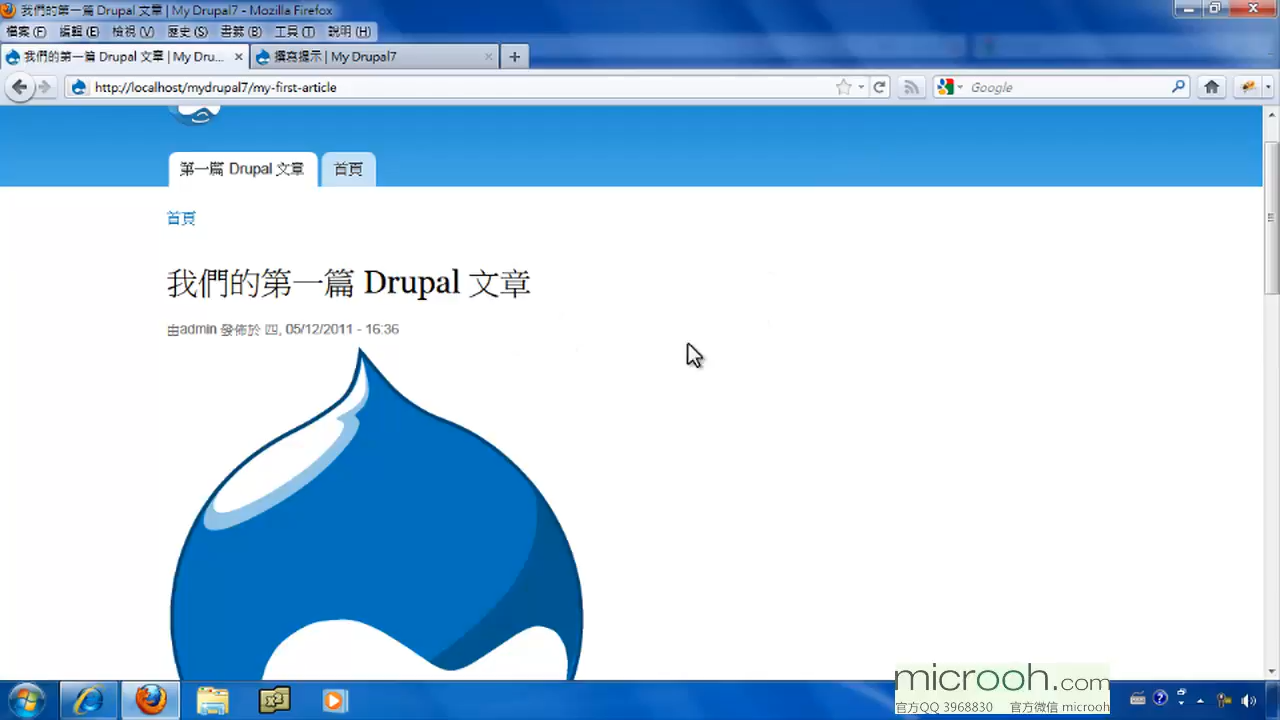 我們的第一篇 Drupal 文章 | My Drupal7 - Mozilla Firefox
檔案(F) 編輯(E) 檢視(V) 歷史(S) 書籤(B) 工具(T) 說明(H)
我們的第一篇 Drupal 文章 | My Dru... × 撰寫提示 | My Drupal7 × +
http://localhost/mydrupal7/my-first-article Google
第一篇 Drupal 文章 首頁
首頁
我們的第一篇 Drupal 文章
由admin 發佈於 四, 05/12/2011 - 16:36
microoh.com
官方QQ 3968830 官方微信 microoh